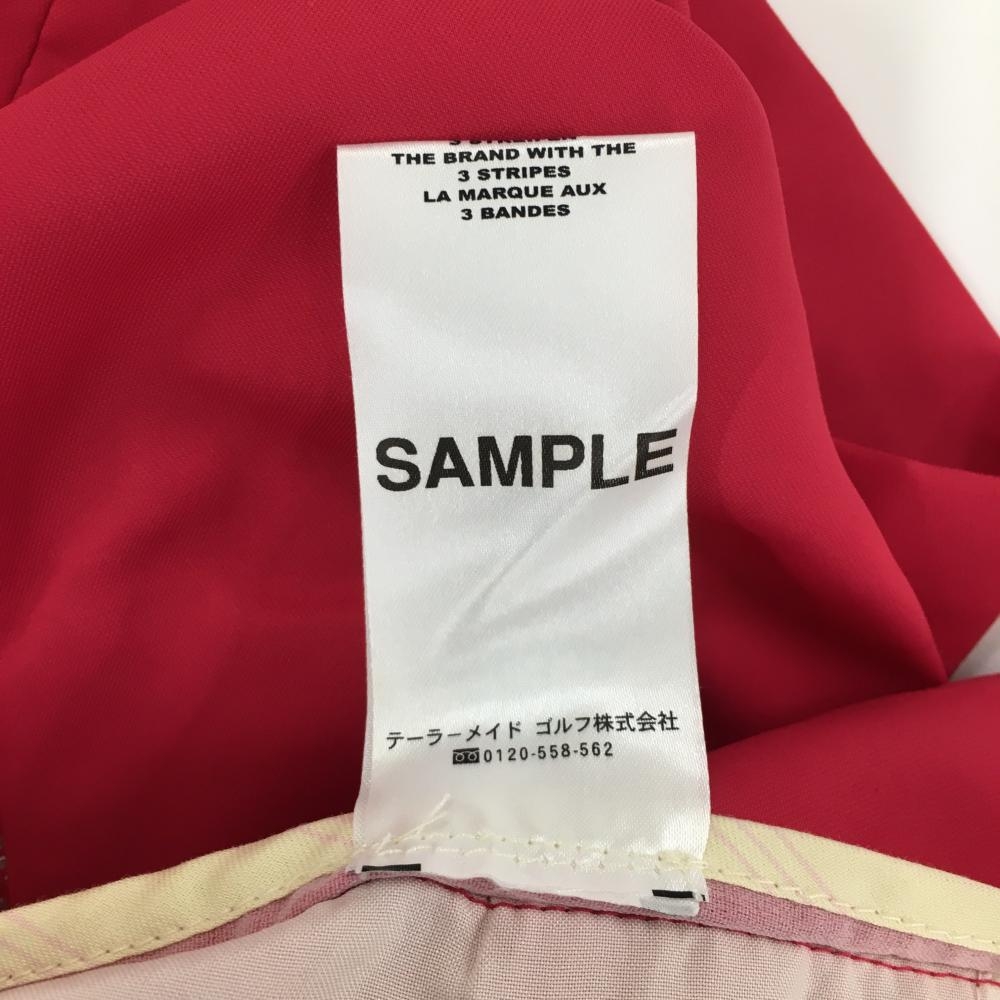 THE BRAND WITH THE
3 STRIPES
LA MARQUE AUX
3 BANDES
SAMPLE
テーラーメイド ゴルフ株式会社
0120-558-562